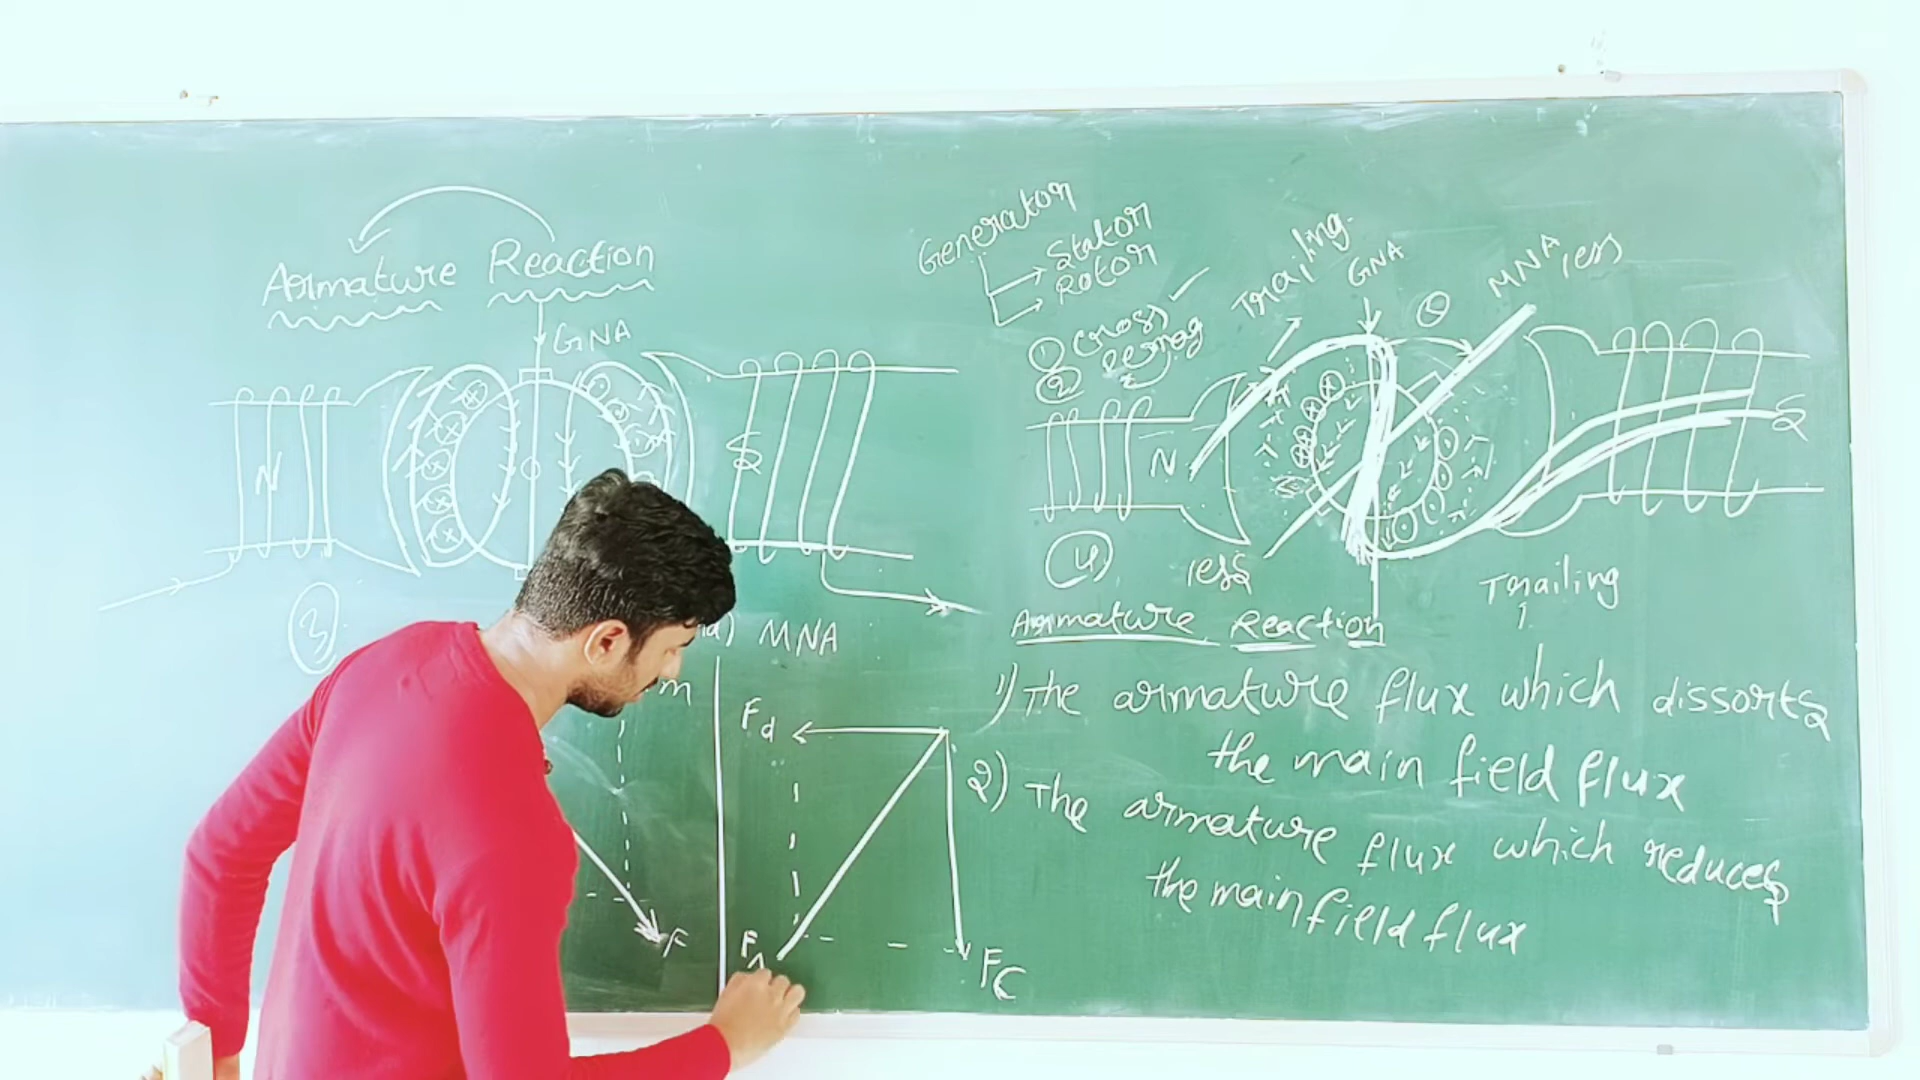 Armature Reaction
GNA
N
S
3
MNA
m
F
Fd
FA
FC
Generator
Stator
Rotor
① Cross
② Demag
Trailing
GNA
θ
MNA
less
N
S
4
less
Trailing
Armature Reaction
1) The armature flux which dissorts
the main field flux
2) The armature flux which reduces
the main field flux